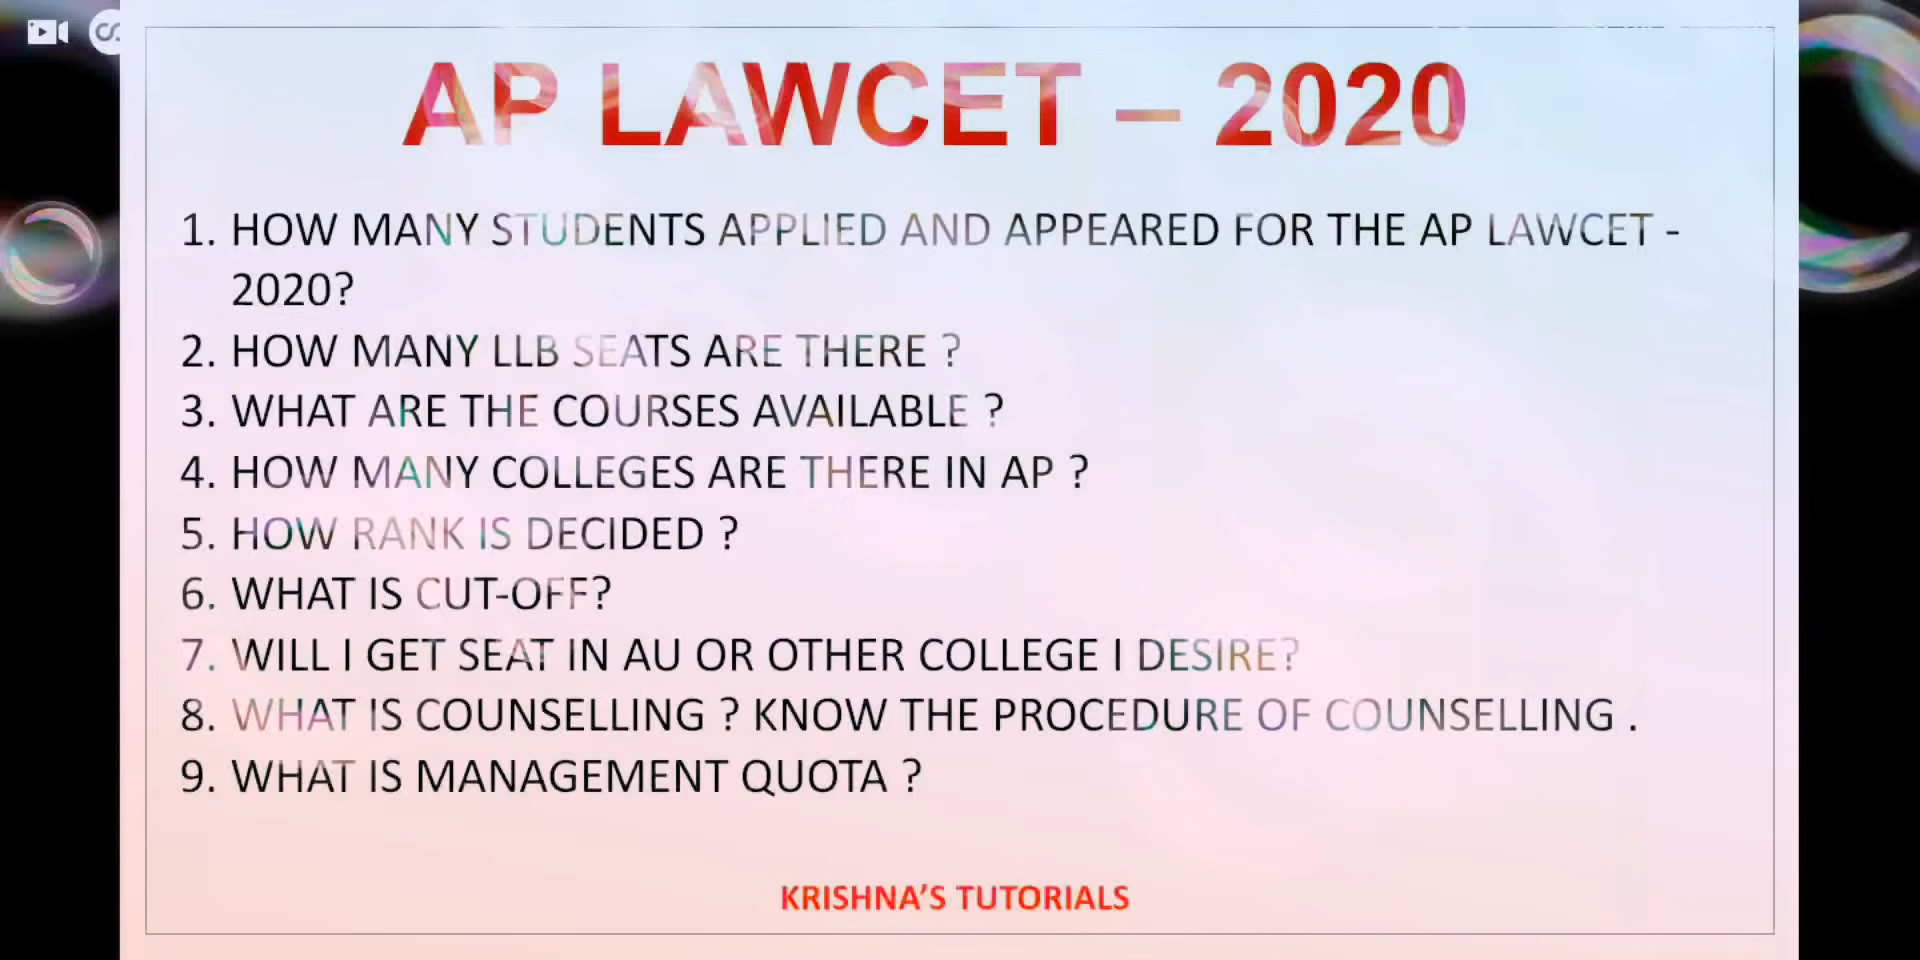 AP LAWCET – 2020
1. HOW MANY STUDENTS APPLIED AND APPEARED FOR THE AP LAWCET -
2020?
2. HOW MANY LLB SEATS ARE THERE ?
3. WHAT ARE THE COURSES AVAILABLE ?
4. HOW MANY COLLEGES ARE THERE IN AP ?
5. HOW RANK IS DECIDED ?
6. WHAT IS CUT-OFF?
7. WILL I GET SEAT IN AU OR OTHER COLLEGE I DESIRE?
8. WHAT IS COUNSELLING ? KNOW THE PROCEDURE OF COUNSELLING .
9. WHAT IS MANAGEMENT QUOTA ?
KRISHNA'S TUTORIALS